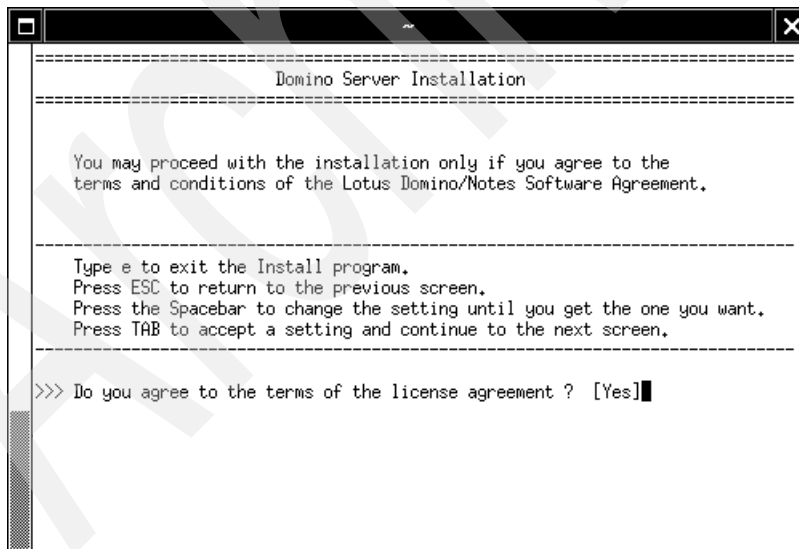 ~
================================================================================
Domino Server Installation
================================================================================
You may proceed with the installation only if you agree to the
terms and conditions of the Lotus Domino/Notes Software Agreement.
--------------------------------------------------------------------------------
Type e to exit the Install program.
Press ESC to return to the previous screen.
Press the Spacebar to change the setting until you get the one you want.
Press TAB to accept a setting and continue to the next screen.
--------------------------------------------------------------------------------
>>> Do you agree to the terms of the license agreement ?  [Yes]